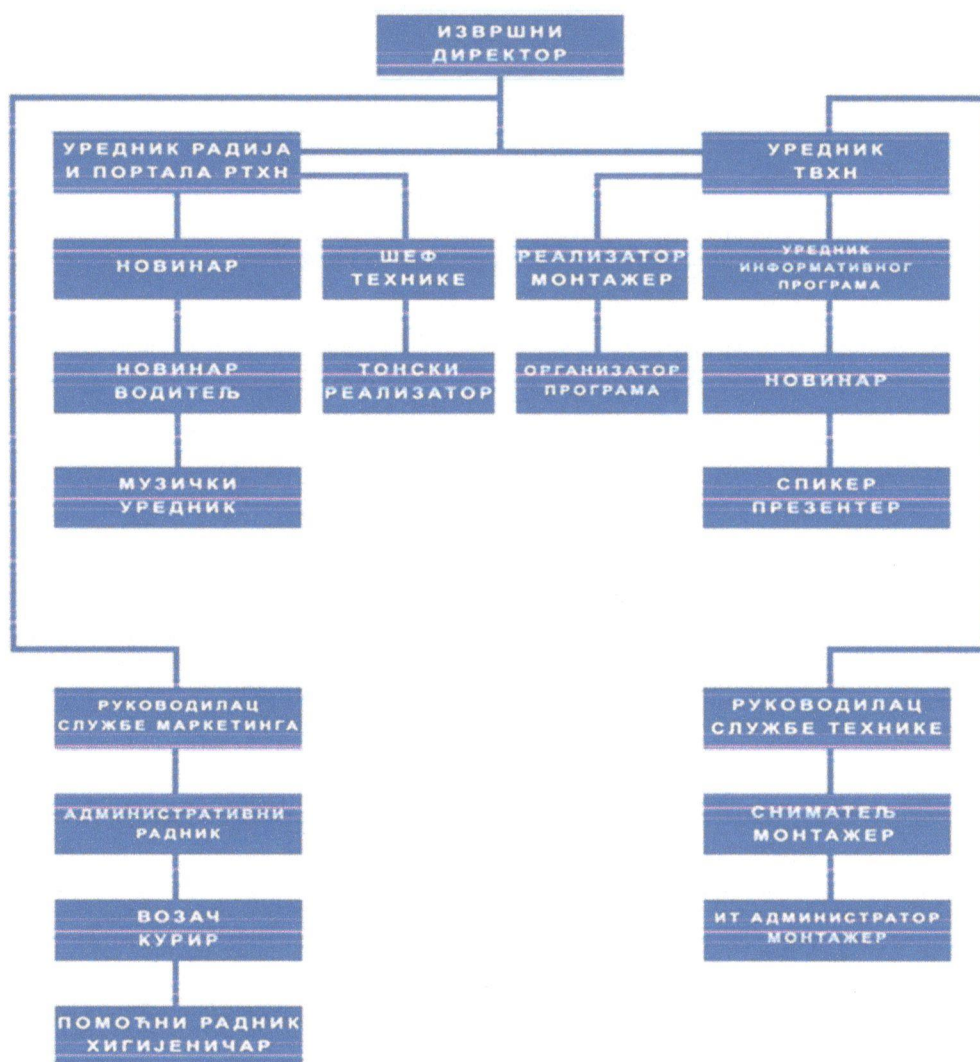 ИЗВРШНИ
ДИРЕКТОР
УРЕДНИК РАДИЈА
И ПОРТАЛА РТХН
УРЕДНИК
ТВХН
НОВИНАР
ШЕФ
ТЕХНИКЕ
РЕАЛИЗАТОР
МОНТАЖЕР
УРЕДНИК
ИНФОРМАТИВНОГ
ПРОГРАМА
НОВИНАР
ВОДИТЕЉ
ТОНСКИ
РЕАЛИЗАТОР
ОРГАНИЗАТОР
ПРОГРАМА
НОВИНАР
МУЗИЧКИ
УРЕДНИК
СПИКЕР
ПРЕЗЕНТЕР
РУКОВОДИЛАЦ
СЛУЖБЕ МАРКЕТИНГА
РУКОВОДИЛАЦ
СЛУЖБЕ ТЕХНИКЕ
АДМИНИСТРАТИВНИ
РАДНИК
СНИМАТЕЉ
МОНТАЖЕР
ВОЗАЧ
КУРИР
ИТ АДМИНИСТРАТОР
МОНТАЖЕР
ПОМОЋНИ РАДНИК
ХИГИЈЕНИЧАР